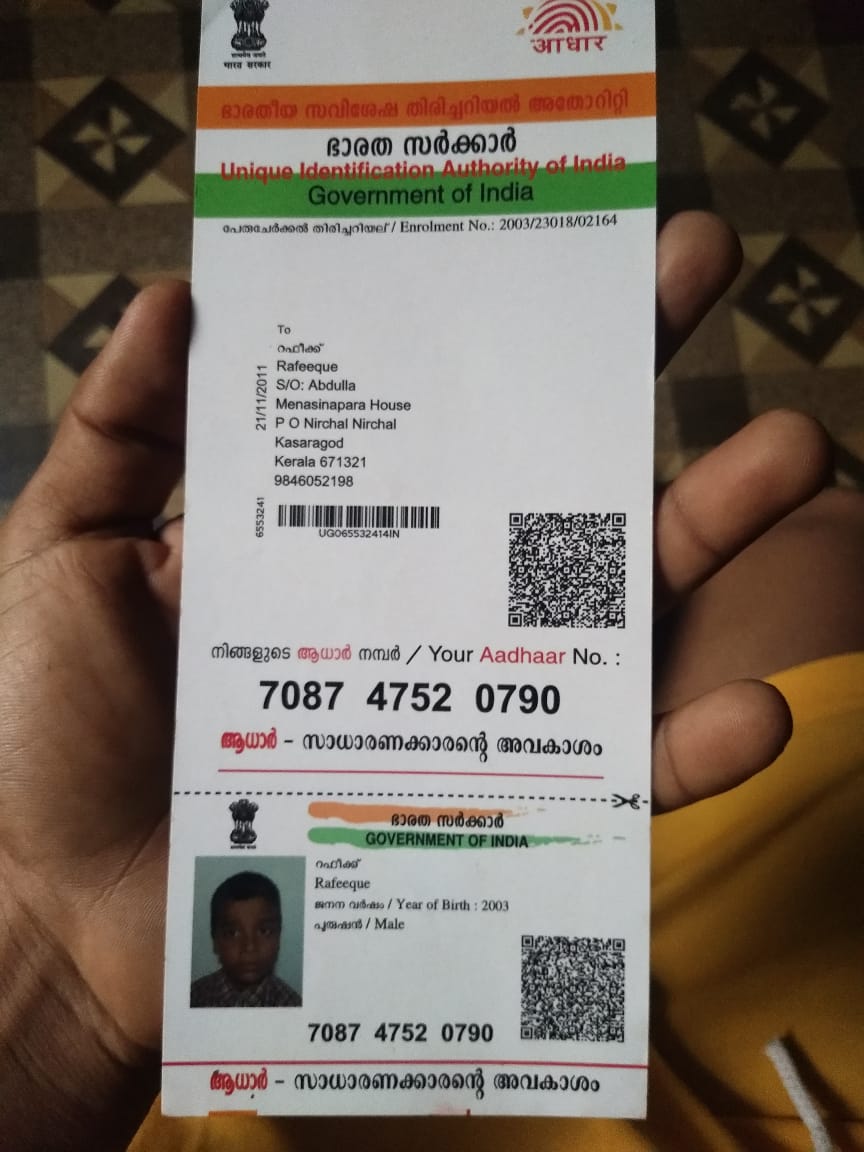 सत्यमेव जयते
भारत सरकार
आधार
ഭാരതീയ സവിശേഷ തിരിച്ചറിയൽ അതോറിറ്റി
ഭാരത സർക്കാർ
Unique Identification Authority of India
Government of India
പേരുചേർക്കൽ തിരിച്ചറിയല് / Enrolment No.: 2003/23018/02164
To
റഫീക്ക്
Rafeeque
S/O: Abdulla
Menasinapara House
P O Nirchal Nirchal
Kasaragod
Kerala 671321
9846052198
21/11/2011
6553241
UG065532414IN
നിങ്ങളുടെ ആധാർ നമ്പർ / Your Aadhaar No. :
7087 4752 0790
ആധാർ - സാധാരണക്കാരന്റെ അവകാശം
ഭാരത സർക്കാർ
GOVERNMENT OF INDIA
റഫീക്ക്
Rafeeque
ജനന വർഷം / Year of Birth : 2003
പുരുഷൻ / Male
7087 4752 0790
ആധാർ - സാധാരണക്കാരന്റെ അവകാശം